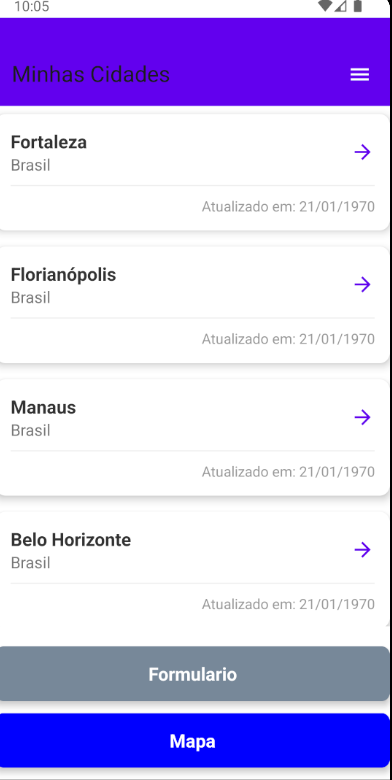 10:05
Minhas Cidades
Fortaleza
Brasil
Atualizado em: 21/01/1970
Florianópolis
Brasil
Atualizado em: 21/01/1970
Manaus
Brasil
Atualizado em: 21/01/1970
Belo Horizonte
Brasil
Atualizado em: 21/01/1970
Formulario
Mapa